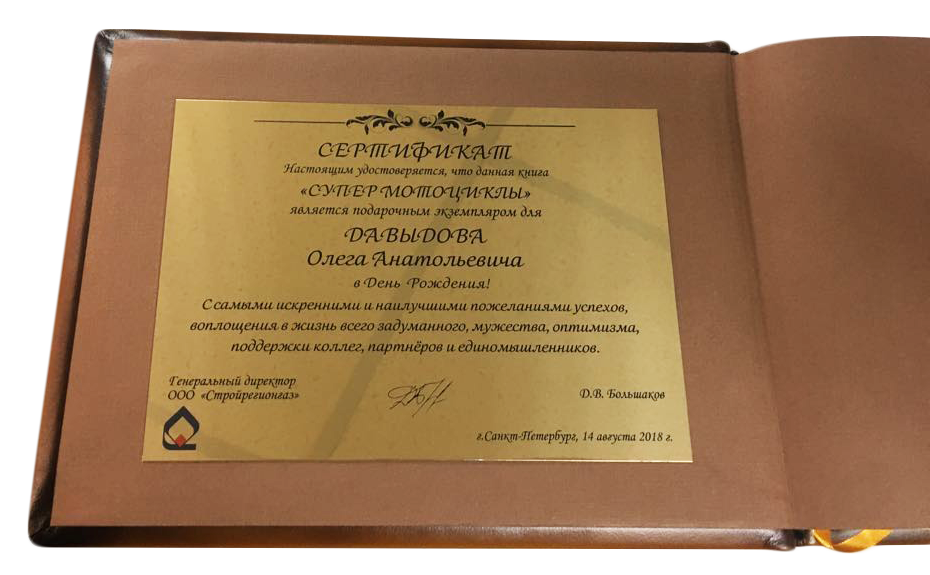 СЕРТИФИКАТ
Настоящим удостоверяется, что данная книга
«СУПЕР МОТОЦИКЛЫ»
является подарочным экземпляром для
ДАВЫДОВА
Олега Анатольевича
в День Рождения!
С самыми искренними и наилучшими пожеланиями успехов,
воплощения в жизнь всего задуманного, мужества, оптимизма,
поддержки коллег, партнёров и единомышленников.
Генеральный директор
ООО «Стройрегионгаз»
Д.В. Большаков
г.Санкт-Петербург, 14 августа 2018 г.